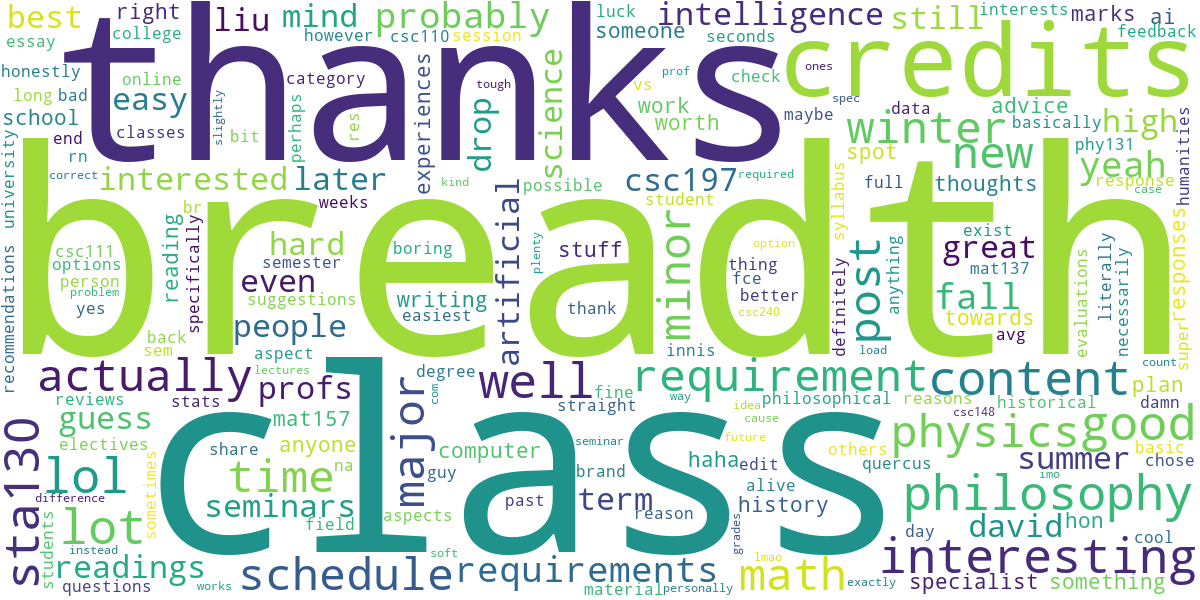 best
right
liu
mind
probably
luck
intelligence
still
interests
marks
ai
essay
college
however
csc110
session
someone
seconds
feedback
thanks
credits
honestly
online
category
experiences
tough
science
vs
prof
check
ones
long
bad
easy
drop
work
maybe
data
advice
school
classes
slightly
bit
perhaps
res
worth
spec
winter
basically
high
humanities
university
end
rn
correct
interested
later
kind
possible
csc197
required
spot
new
phy131
yeah
response
case
student
full
thoughts
weeks
br
breadth
csc111
options
person
problem
yes
reading
specifically
hard
semester
even
suggestions
boring
writing
easiest
artificial
plenty
stuff
thank
minor
option
thing
fce
better
csc240
syllabus
definitely
post
anything
exist
great
mat137
fall
towards
evaluations
literally
necessarily
super
responses
recommendations
back
sem
people
innis
load
avg
actually
aspect
lectures
profs
stats
degree
com
well
fine
way
requirement
philosophical
reasons
content
count
plan
reviews
guess
electives
mat157
major
straight
idea
cause
csc148
historical
damn
class
share
anyone
na
guy
computer
seminar
brand
haha
future
edit
alive
others
physics
good
basic
chose
sta130
lol
sometimes
time
quercus
summer
imo
difference
seminars
past
term
reason
history
philosophy
lot
field
aspects
grades
day
david
hon
cool
students
instead
readings
questions
works
schedule
soft
requirements
material
personally
lmao
math
exactly
interesting
specialist
something